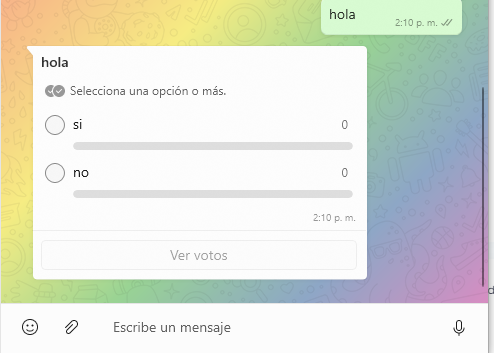 hola
2:10 p. m.
hola
Selecciona una opción o más.
si 0
no 0
2:10 p. m.
Ver votos
d
Escribe un mensaje